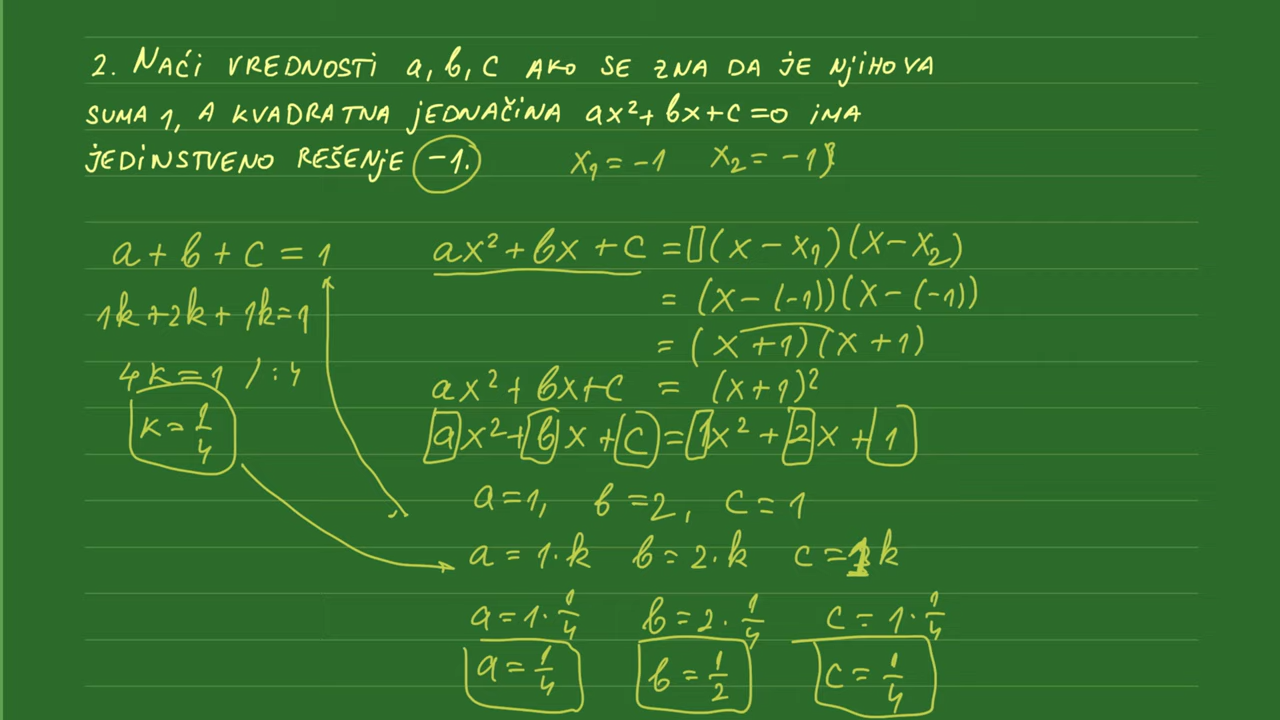 2. NAĆI VREDNOSTI a, b, c AKO SE ZNA DA JE NJIHOVA
SUMA 1, A KVADRATNA JEDNAČINA ax²+bx+c=0 IMA
JEDINSTVENO REŠENJE -1. x₁=-1 x₂=-1
a+b+c=1
1k+2k+1k=1
4k=1 /:4
k=1/4
ax²+bx+c=▯(x-x₁)(x-x₂)
=(x-(-1))(x-(-1))
=(x+1)(x+1)
ax²+bx+c = (x+1)²
ax²+bx+c=1x²+2x+1
a=1, b=2, c=1
a=1·k b=2·k c=1k
a=1·1/4 b=2·1/4 c=1·1/4
a=1/4 b=1/2 c=1/4